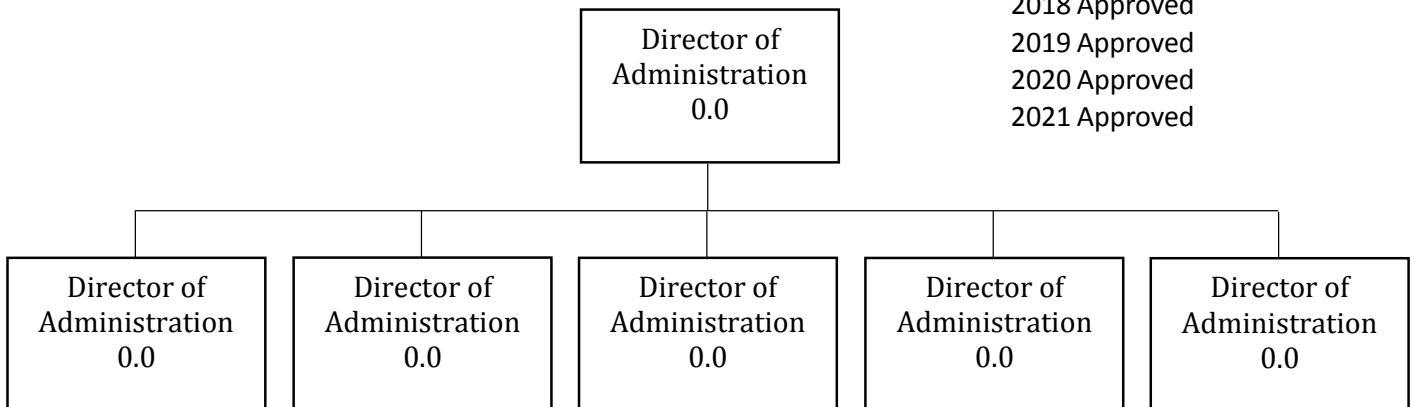 2018 Approved
2019 Approved
2020 Approved
2021 Approved
Director of
Administration
0.0
Director of
Administration
0.0
Director of
Administration
0.0
Director of
Administration
0.0
Director of
Administration
0.0
Director of
Administration
0.0